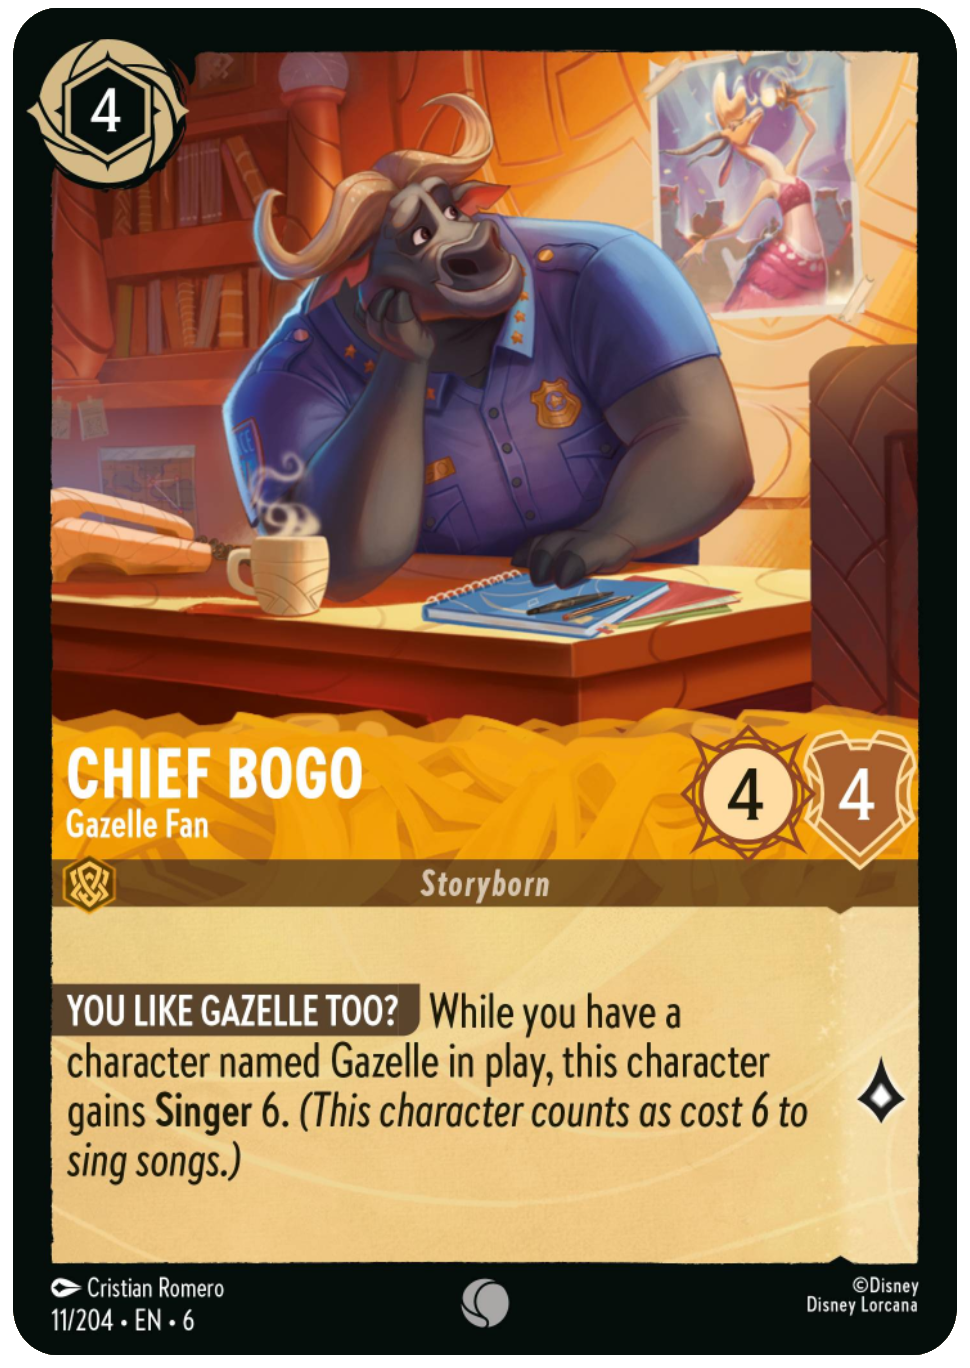 4
CHIEF BOGO
Gazelle Fan
4
4
Storyborn
YOU LIKE GAZELLE TOO? While you have a
character named Gazelle in play, this character
gains Singer 6. (This character counts as cost 6 to
sing songs.)
Cristian Romero
11/204 • EN • 6
©Disney
Disney Lorcana